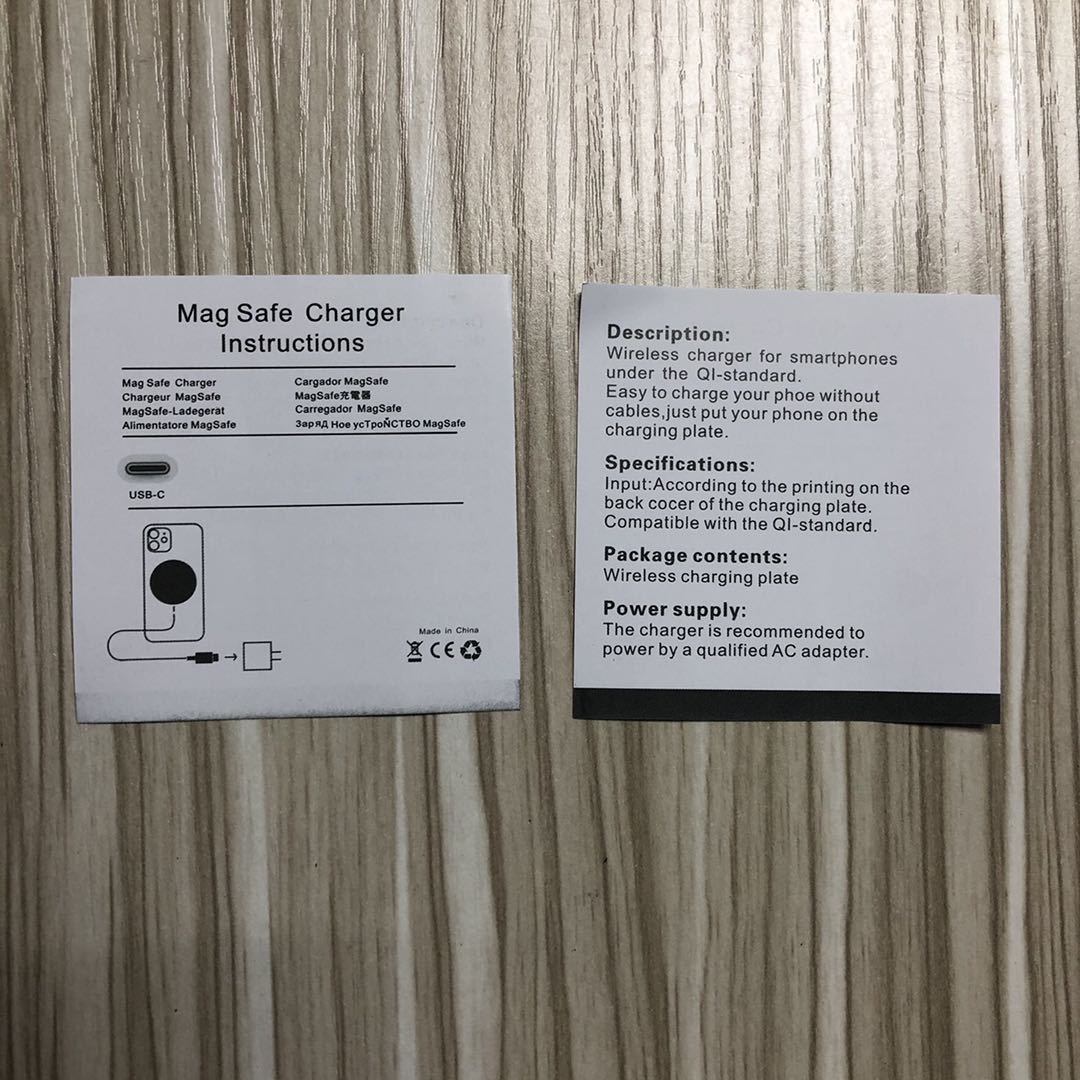 Mag Safe Charger
Instructions
Mag Safe Charger
Chargeur MagSafe
MagSafe-Ladegerät
Alimentatore MagSafe
Cargador MagSafe
MagSafe充電器
Carregador MagSafe
Заряд Ное усТроЙСТВО MagSafe
USB-C
Made in China
CE
Description:
Wireless charger for smartphones
under the QI-standard.
Easy to charge your phoe without
cables,just put your phone on the
charging plate.
Specifications:
Input:According to the printing on the
back cocer of the charging plate.
Compatible with the QI-standard.
Package contents:
Wireless charging plate
Power supply:
The charger is recommended to
power by a qualified AC adapter.